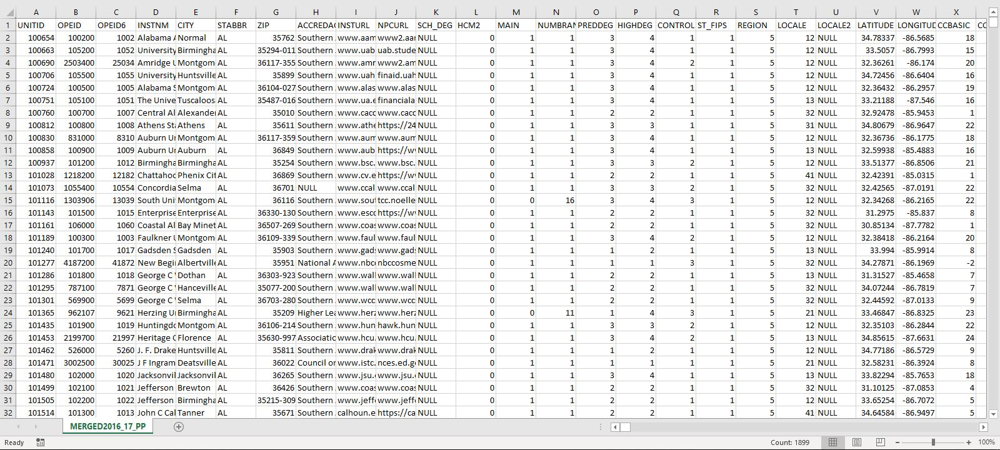 A B C D E F G H I J K L M N O P Q R S T U V W X
1 UNITID OPEID OPEID6 INSTNM CITY STABBR ZIP ACCREDAG INSTURL NPCURL SCH_DEG HCM2 MAIN NUMBRAN PREDDEG HIGHDEG CONTROL ST_FIPS REGION LOCALE LOCALE2 LATITUDE LONGITUD CCBASIC CC
2 100654 100200 1002 Alabama A Normal AL 35762 Southern www.aam www2.aar NULL 0 1 1 3 4 1 1 5 12 NULL 34.78337 -86.5685 18
3 100663 105200 1052 University Birmingha AL 35294-011 Southern www.uab uab.stude NULL 0 1 1 3 4 1 1 5 12 NULL 33.5057 -86.7993 15
4 100690 2503400 25034 Amridge U Montgom AL 36117-355 Southern www.amr www2.am NULL 0 1 1 3 4 2 1 5 12 NULL 32.36261 -86.174 20
5 100706 105500 1055 University Huntsville AL 35899 Southern www.uah finaid.uah NULL 0 1 1 3 4 1 1 5 12 NULL 34.72456 -86.6404 16
6 100724 100500 1005 Alabama S Montgom AL 36104-027 Southern www.alas www.alas NULL 0 1 1 3 4 1 1 5 12 NULL 32.36432 -86.2957 19
7 100751 105100 1051 The Unive Tuscaloos AL 35487-016 Southern www.ua.e financiala NULL 0 1 1 3 4 1 1 5 13 NULL 33.21188 -87.546 16
8 100760 100700 1007 Central Al Alexander AL 35010 Southern www.cacc www.cacc NULL 0 1 1 2 2 1 1 5 32 NULL 32.92478 -85.9453 1
9 100812 100800 1008 Athens Sta Athens AL 35611 Southern www.athe https://24 NULL 0 1 1 3 3 1 1 5 31 NULL 34.80679 -86.9647 22
10 100830 831000 8310 Auburn Un Montgom AL 36117-359 Southern www.aum www.aum NULL 0 1 1 3 4 1 1 5 12 NULL 32.36736 -86.1775 18
11 100858 100900 1009 Auburn Un Auburn AL 36849 Southern www.aub https://w NULL 0 1 1 3 4 1 1 5 13 NULL 32.59938 -85.4883 16
12 100937 101200 1012 Birmingha Birmingha AL 35254 Southern www.bsc. www.bsc. NULL 0 1 1 3 3 2 1 5 12 NULL 33.51377 -86.8506 21
13 101028 1218200 12182 Chattahoo Phenix Cit AL 36869 Southern www.cv.e https://w NULL 0 1 1 2 2 1 1 5 41 NULL 32.42391 -85.0315 1
14 101073 1055400 10554 Concordia Selma AL 36701 NULL www.ccal www.ccal NULL 0 1 1 3 3 2 1 5 32 NULL 32.42565 -87.0191 22
15 101116 1303906 13039 South Uni Montgom AL 36116 Southern www.sout tcc.noelle NULL 0 0 16 3 4 3 1 5 12 NULL 32.34268 -86.2165 22
16 101143 101500 1015 Enterprise Enterprise AL 36330-130 Southern www.escc https://w NULL 0 1 1 2 2 1 1 5 32 NULL 31.2975 -85.837 8
17 101161 106000 1060 Coastal Al Bay Minet AL 36507-269 Southern www.coas www.coas NULL 0 1 1 2 2 1 1 5 32 NULL 30.85134 -87.7782 1
18 101189 100300 1003 Faulkner U Montgom AL 36109-339 Southern www.faul www.faul NULL 0 1 1 3 4 2 1 5 12 NULL 32.38418 -86.2164 20
19 101240 101700 1017 Gadsden S Gadsden AL 35903 Southern www.gads www.gads NULL 0 1 1 1 2 1 1 5 13 NULL 33.994 -85.9914 8
20 101277 4187200 41872 New Begi Albertville AL 35951 National A www.nbcc nbccosme NULL 0 1 1 1 1 3 1 5 32 NULL 34.27871 -86.1969 -2
21 101286 101800 1018 George C Dothan AL 36303-923 Southern www.wall www.wall NULL 0 1 1 2 2 1 1 5 13 NULL 31.31527 -85.4658 7
22 101295 787100 7871 George C Hanceville AL 35077-200 Southern www.wall www.wall NULL 0 1 1 2 2 1 1 5 32 NULL 34.07244 -86.7819 7
23 101301 569900 5699 George C Selma AL 36703-280 Southern www.wcc www.wcc NULL 0 1 1 2 2 1 1 5 32 NULL 32.44592 -87.0133 9
24 101365 962107 9621 Herzing U Birmingha AL 35209 Higher Lea www.herz www.herz NULL 0 0 11 1 4 3 1 5 21 NULL 33.46847 -86.8325 23
25 101435 101900 1019 Huntingdo Montgom AL 36106-214 Southern www.hun hawk.hun NULL 0 1 1 3 3 2 1 5 12 NULL 32.35103 -86.2844 22
26 101453 2199700 21997 Heritage C Florence AL 35630-997 Associatio www.hcu. www.hcu. NULL 0 1 1 3 4 2 1 5 13 NULL 34.85615 -87.6631 24
27 101462 526000 5260 J. F. Drake Huntsville AL 35811 Southern www.drak www.drak NULL 0 1 1 1 2 1 1 5 12 NULL 34.77186 -86.5729 9
28 101471 3002500 30025 J F Ingram Deatsville AL 36022 Council or www.istc. nces.ed.g NULL 0 1 1 1 1 1 1 5 21 NULL 32.58231 -86.3924 8
29 101480 102000 1020 Jacksonvil Jacksonvil AL 36265 Southern www.jsu. www.jsu. NULL 0 1 1 3 4 1 1 5 13 NULL 33.82294 -85.7653 18
30 101499 102100 1021 Jefferson Brewton AL 36426 Southern www.coas www.coas NULL 0 1 1 2 2 1 1 5 32 NULL 31.10125 -87.0853 4
31 101505 102200 1022 Jefferson Birmingha AL 35215-309 Southern www.jeff www.jeff NULL 0 1 1 2 2 1 1 5 12 NULL 33.65254 -86.7072 5
32 101514 101300 1013 John C Cal Tanner AL 35671 Southern calhoun.e https://ca NULL 0 1 1 2 2 1 1 5 41 NULL 34.64584 -86.9497 5
MERGED2016_17_PP
Ready Count: 1899 100%